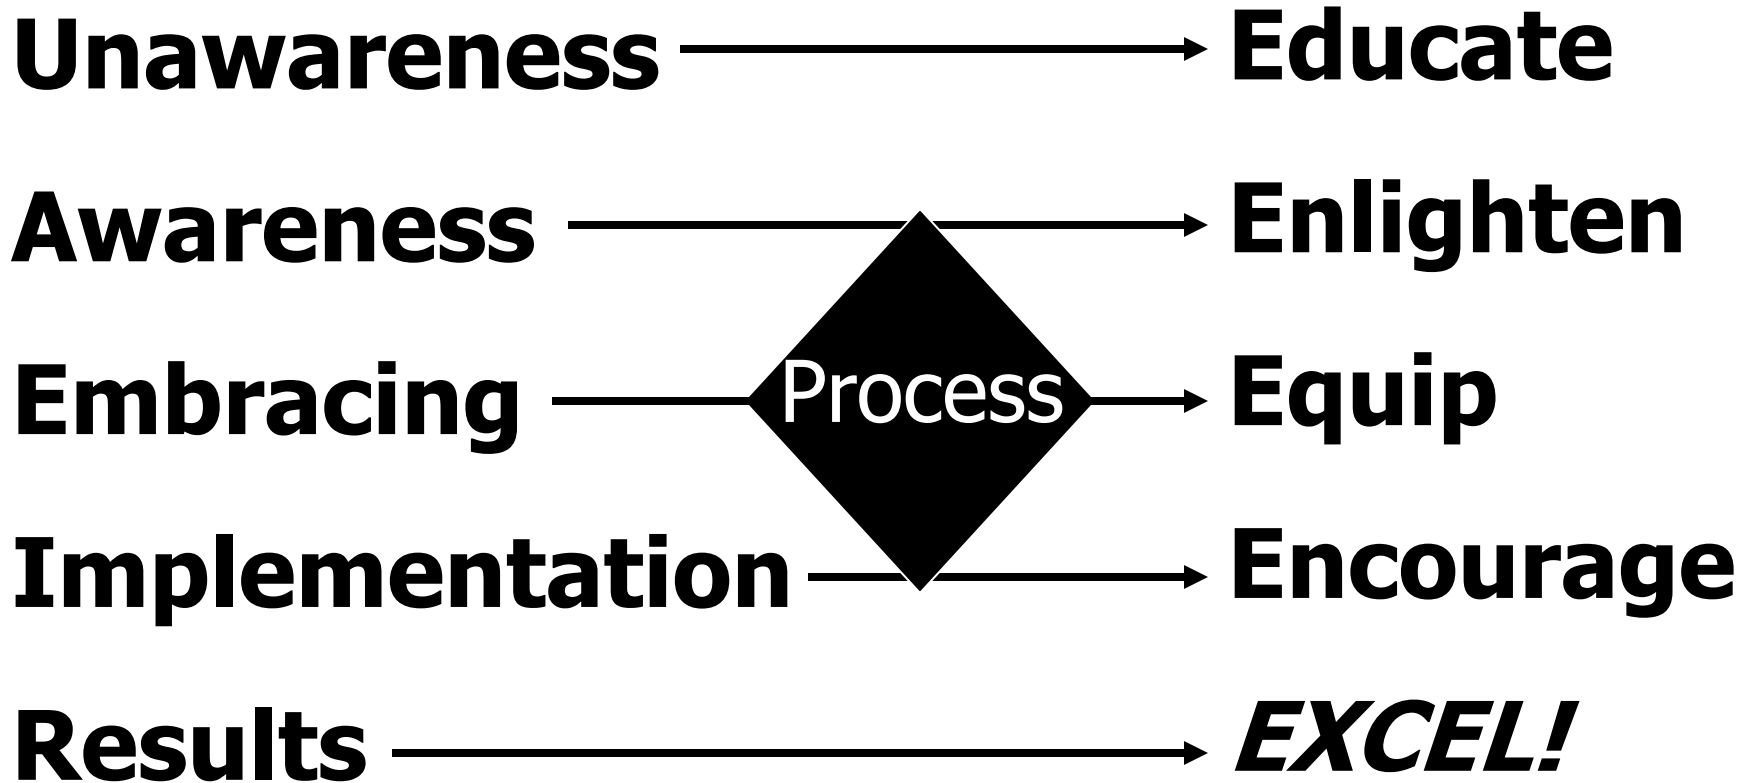 Unawareness Educate
Awareness Enlighten
Embracing Process Equip
Implementation Encourage
Results EXCEL!